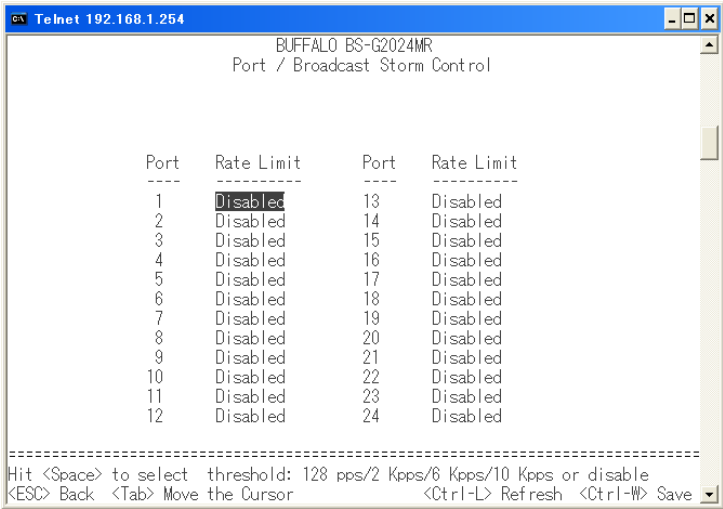 Telnet 192.168.1.254
BUFFALO BS-G2024MR
Port / Broadcast Storm Control
Port Rate Limit Port Rate Limit
---- ---------- ---- ----------
1 Disabled 13 Disabled
2 Disabled 14 Disabled
3 Disabled 15 Disabled
4 Disabled 16 Disabled
5 Disabled 17 Disabled
6 Disabled 18 Disabled
7 Disabled 19 Disabled
8 Disabled 20 Disabled
9 Disabled 21 Disabled
10 Disabled 22 Disabled
11 Disabled 23 Disabled
12 Disabled 24 Disabled
================================================================================
Hit <Space> to select threshold: 128 pps/2 Kpps/6 Kpps/10 Kpps or disable
<ESC> Back <Tab> Move the Cursor <Ctrl-L> Refresh <Ctrl-W> Save